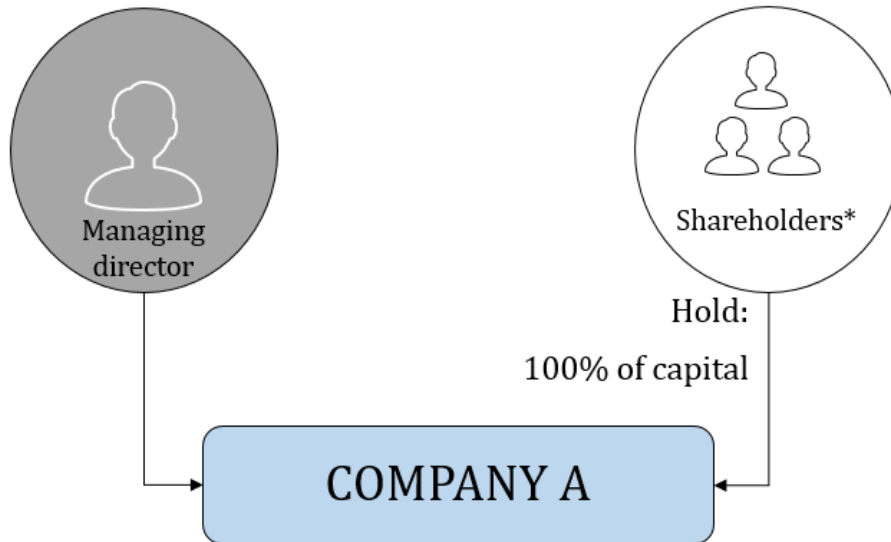 Managing
director
Shareholders*
Hold:
100% of capital
COMPANY A